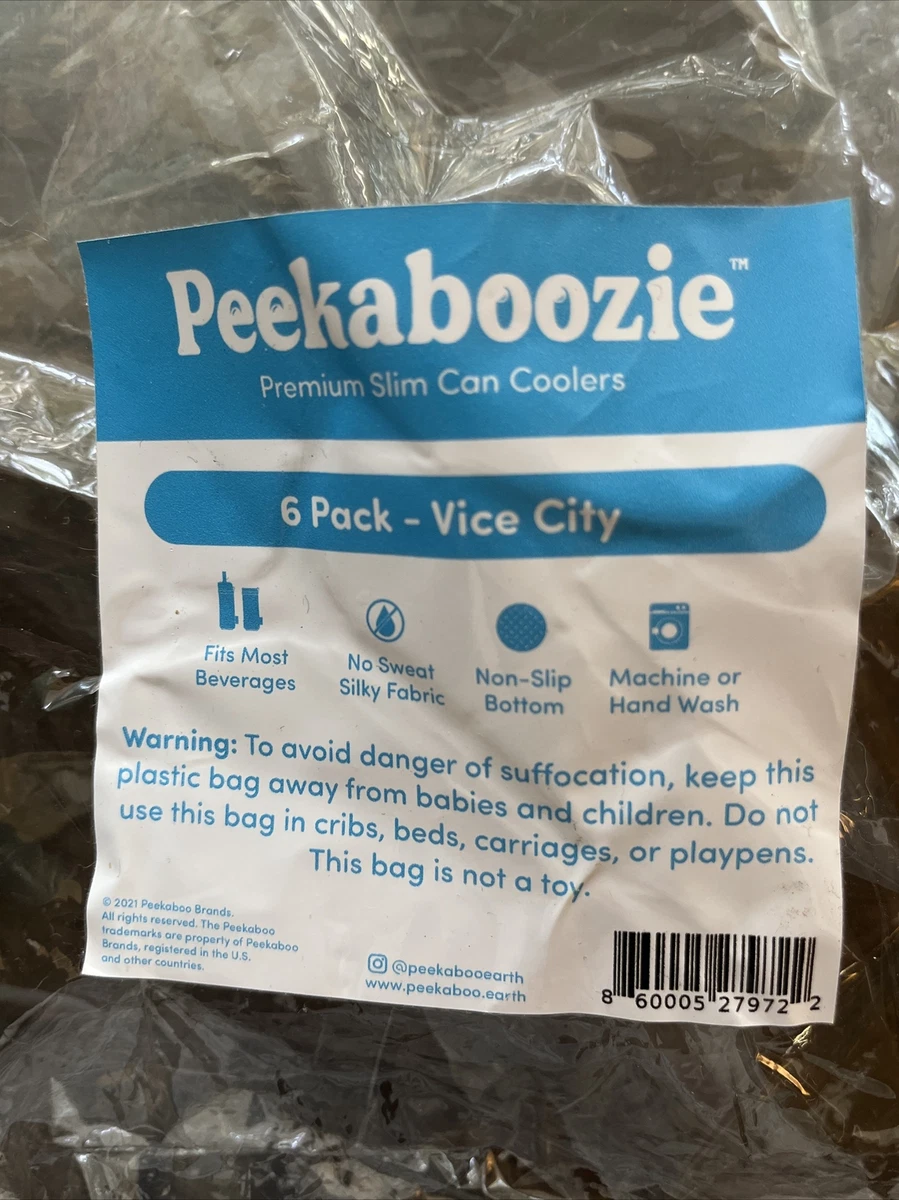 Peekaboozie™
Premium Slim Can Coolers
6 Pack - Vice City
Fits Most
Beverages
No Sweat
Silky Fabric
Non-Slip
Bottom
Machine or
Hand Wash
Warning: To avoid danger of suffocation, keep this
plastic bag away from babies and children. Do not
use this bag in cribs, beds, carriages, or playpens.
This bag is not a toy.
© 2021 Peekaboo Brands.
All rights reserved. The Peekaboo
trademarks are property of Peekaboo
Brands, registered in the U.S.
and other countries.
@peekabooearth
www.peekaboo.earth
8 60005 27972 2